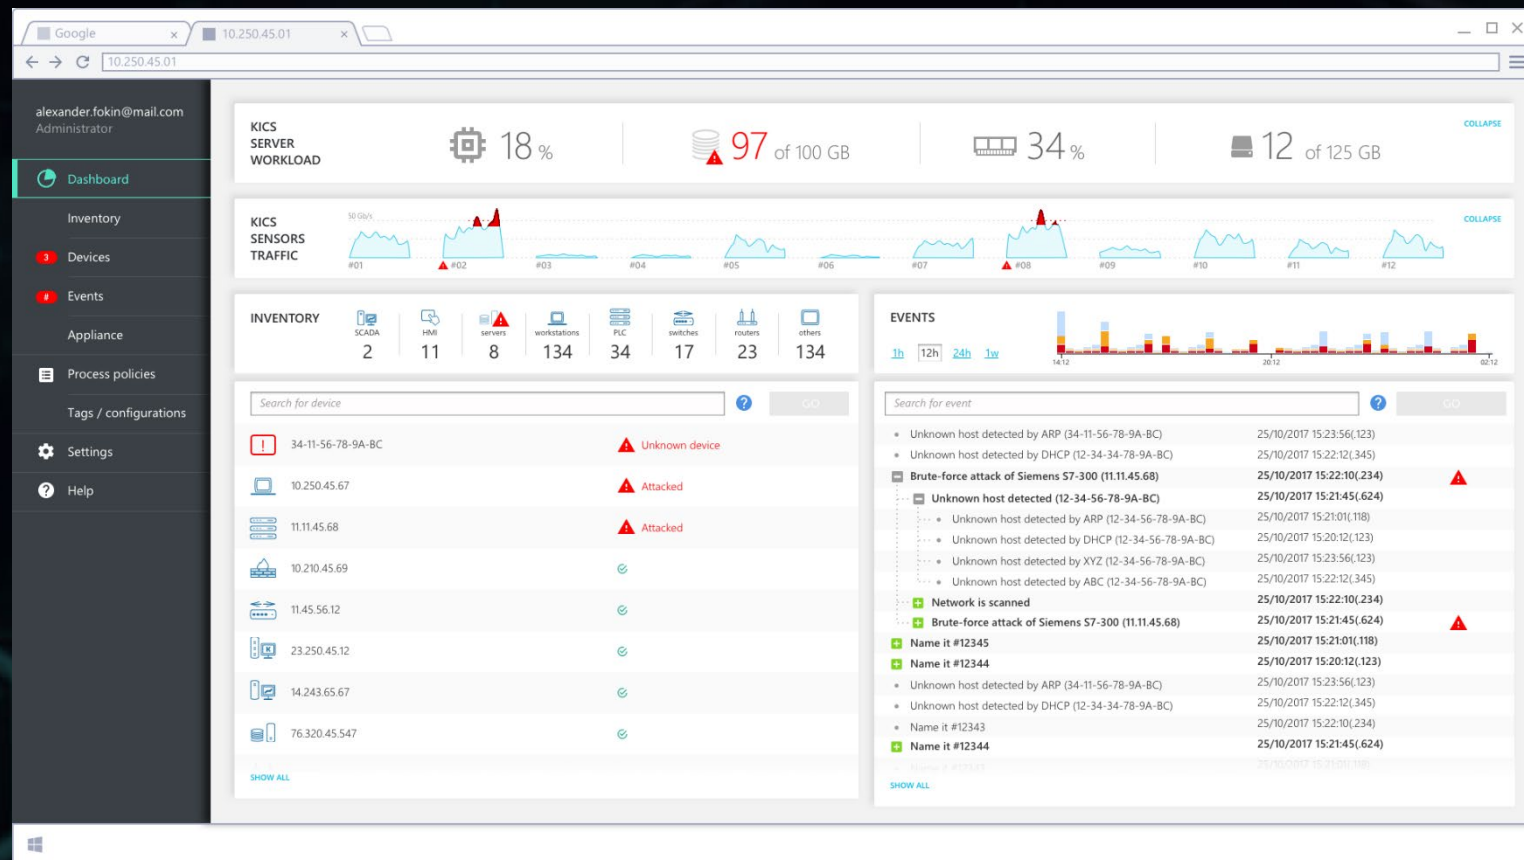 Google
10.250.45.01
10.250.45.01
alexander.fokin@mail.com
Administrator
Dashboard
Inventory
3 Devices
# Events
Appliance
Process policies
Tags / configurations
Settings
Help
KICS
SERVER
WORKLOAD
18 %
97 of 100 GB
34 %
12 of 125 GB
COLLAPSE
KICS
SENSORS
TRAFFIC
50 Gb/s
#01 #02 #03 #04 #05 #06 #07 #08 #09 #10 #11 #12
COLLAPSE
INVENTORY
SCADA HMI servers workstations PLC switches routers others
2 11 8 134 34 17 23 134
Search for device
GO
34-11-56-78-9A-BC Unknown device
10.250.45.67 Attacked
11.11.45.68 Attacked
10.210.45.69
11.45.56.12
23.250.45.12
14.243.65.67
76.320.45.547
SHOW ALL
EVENTS
1h 12h 24h 1w
14:12 20:12 02:12
Search for event
GO
Unknown host detected by ARP (34-11-56-78-9A-BC) 25/10/2017 15:23:56(.123)
Unknown host detected by DHCP (12-34-34-78-9A-BC) 25/10/2017 15:22:12(.345)
Brute-force attack of Siemens S7-300 (11.11.45.68) 25/10/2017 15:22:10(.234)
Unknown host detected (12-34-56-78-9A-BC) 25/10/2017 15:21:45(.624)
Unknown host detected by ARP (12-34-56-78-9A-BC) 25/10/2017 15:21:01(.118)
Unknown host detected by DHCP (12-34-56-78-9A-BC) 25/10/2017 15:20:12(.123)
Unknown host detected by XYZ (12-34-56-78-9A-BC) 25/10/2017 15:23:56(.123)
Unknown host detected by ABC (12-34-56-78-9A-BC) 25/10/2017 15:22:12(.345)
Network is scanned 25/10/2017 15:22:10(.234)
Brute-force attack of Siemens S7-300 (11.11.45.68) 25/10/2017 15:21:45(.624)
Name it #12345 25/10/2017 15:21:01(.118)
Name it #12344 25/10/2017 15:20:12(.123)
Unknown host detected by ARP (34-11-56-78-9A-BC) 25/10/2017 15:23:56(.123)
Unknown host detected by DHCP (12-34-34-78-9A-BC) 25/10/2017 15:22:12(.345)
Name it #12343 25/10/2017 15:22:10(.234)
Name it #12344 25/10/2017 15:21:45(.624)
SHOW ALL